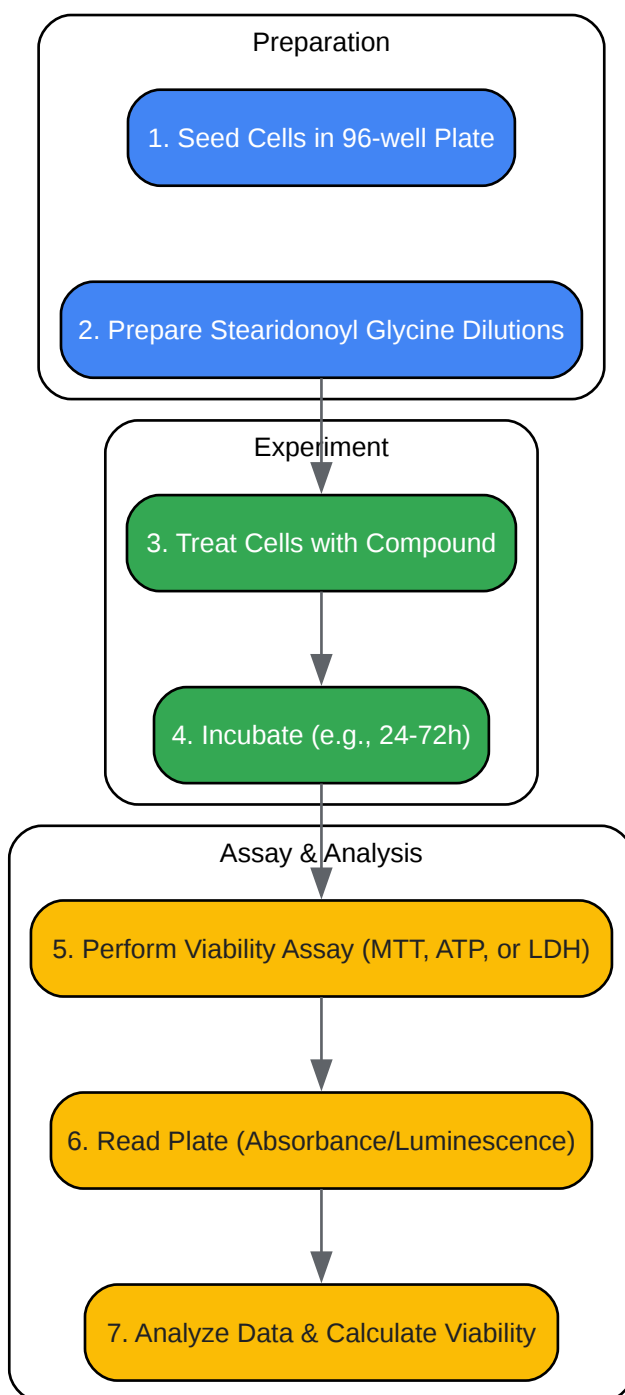 Preparation
1. Seed Cells in 96-well Plate
2. Prepare Stearidonoyl Glycine Dilutions
Experiment
3. Treat Cells with Compound
4. Incubate (e.g., 24-72h)
Assay & Analysis
5. Perform Viability Assay (MTT, ATP, or LDH)
6. Read Plate (Absorbance/Luminescence)
7. Analyze Data & Calculate Viability